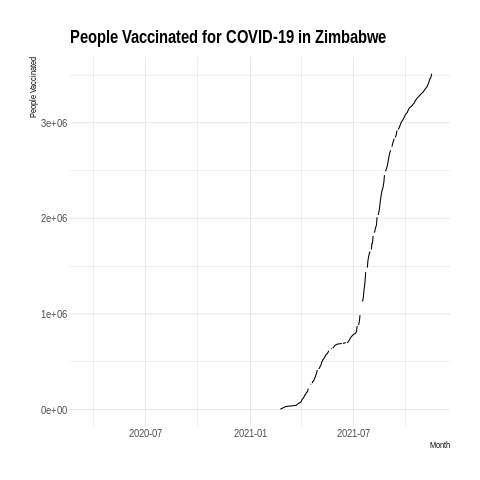 People Vaccinated for COVID-19 in Zimbabwe
People Vaccinated
3e+06
2e+06
1e+06
0e+00
2020-07 2021-01 2021-07
Month